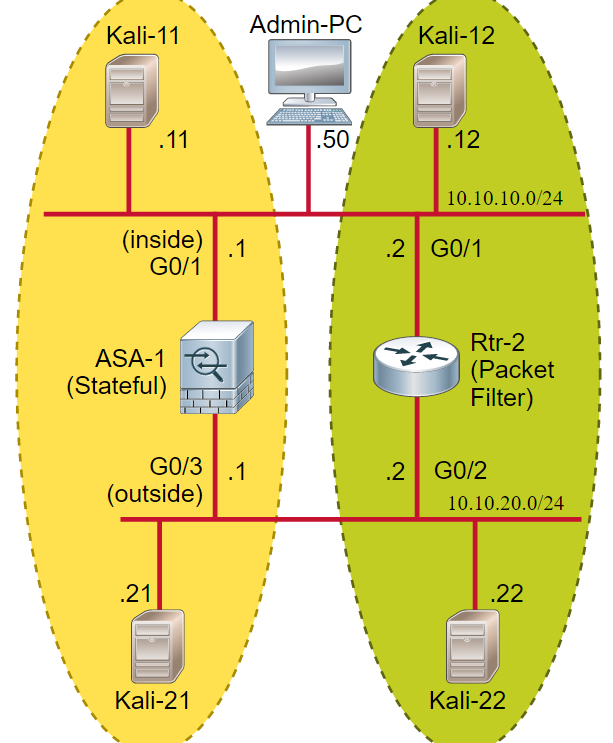 Kali-11
Admin-PC
Kali-12
.11
.50
.12
10.10.10.0/24
(inside)
G0/1
.1
.2
G0/1
ASA-1
(Stateful)
Rtr-2
(Packet
Filter)
G0/3
(outside)
.1
.2
G0/2
10.10.20.0/24
.21
.22
Kali-21
Kali-22